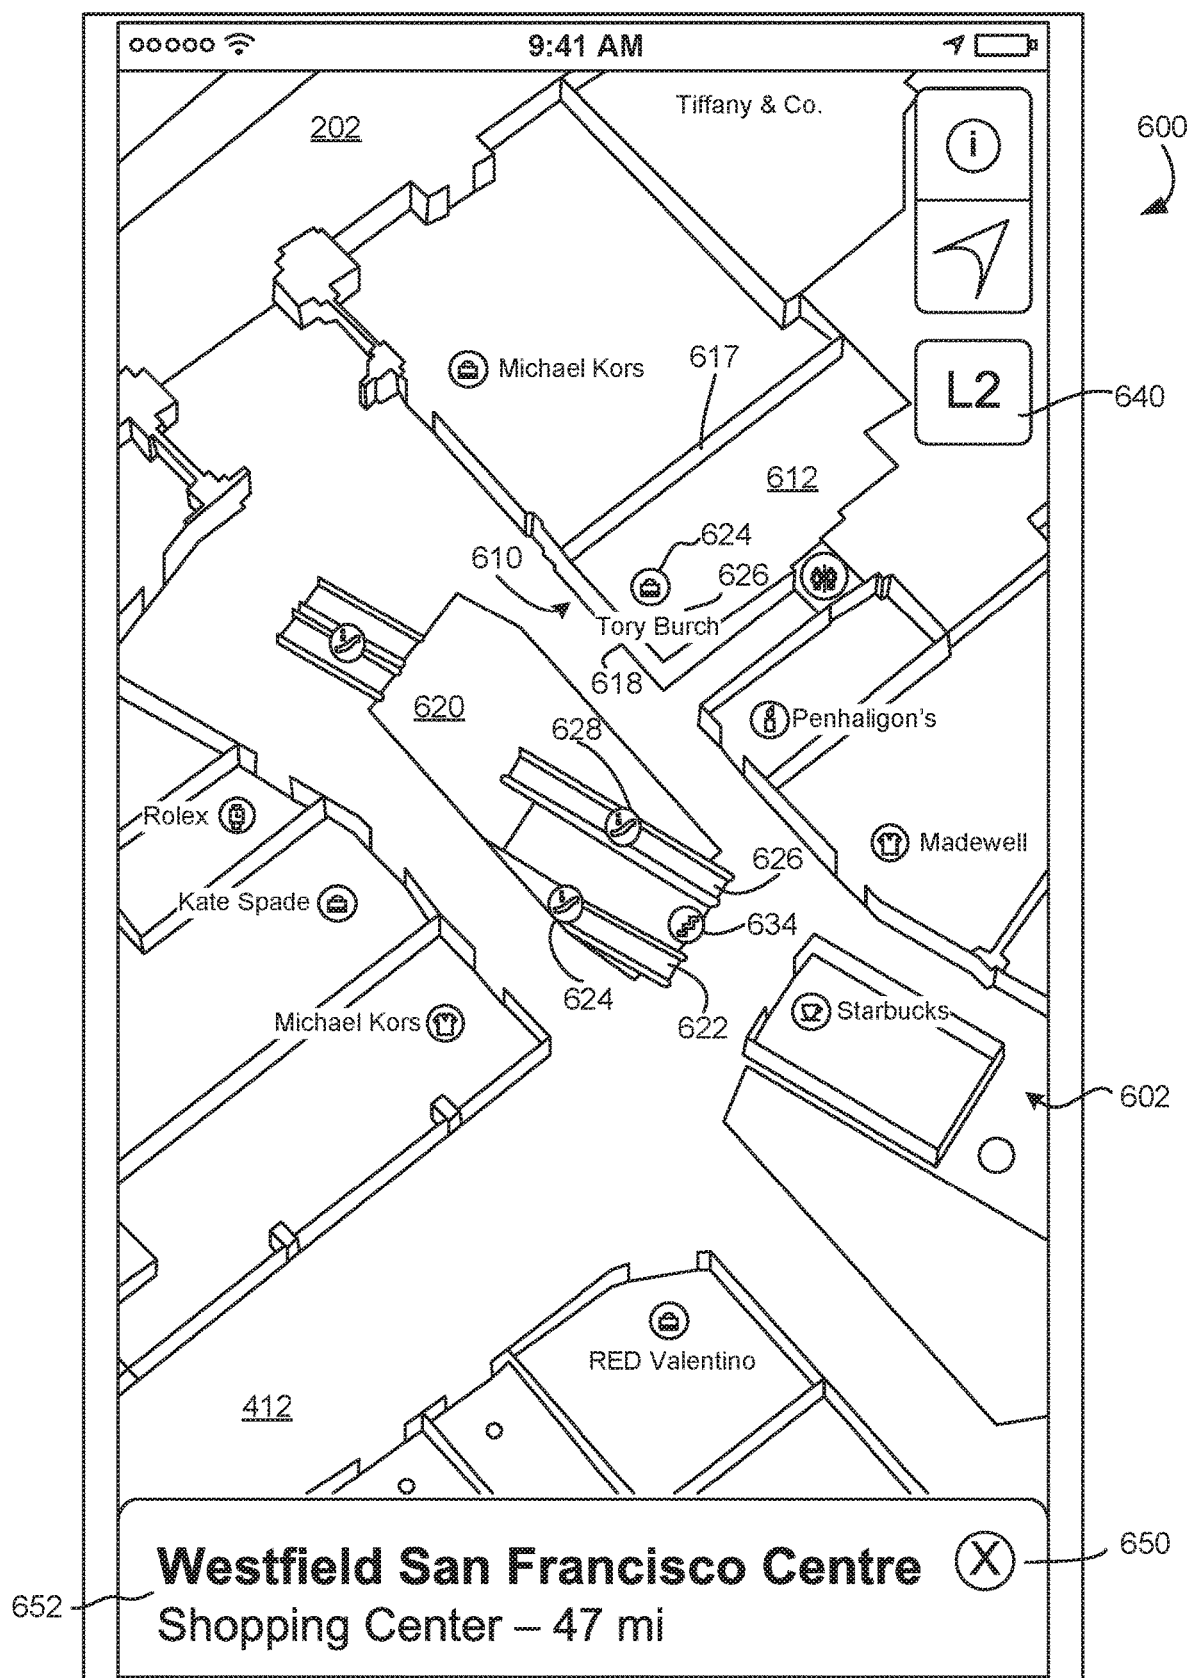 9:41 AM
Tiffany & Co.
202
i
600
617
Michael Kors
L2
640
612
624
610
626
Tory Burch
618
620
628
Penhaligon's
Rolex
Madewell
626
Kate Spade
634
624
622
Michael Kors
Starbucks
602
RED Valentino
412
Westfield San Francisco Centre
X
650
652
Shopping Center – 47 mi